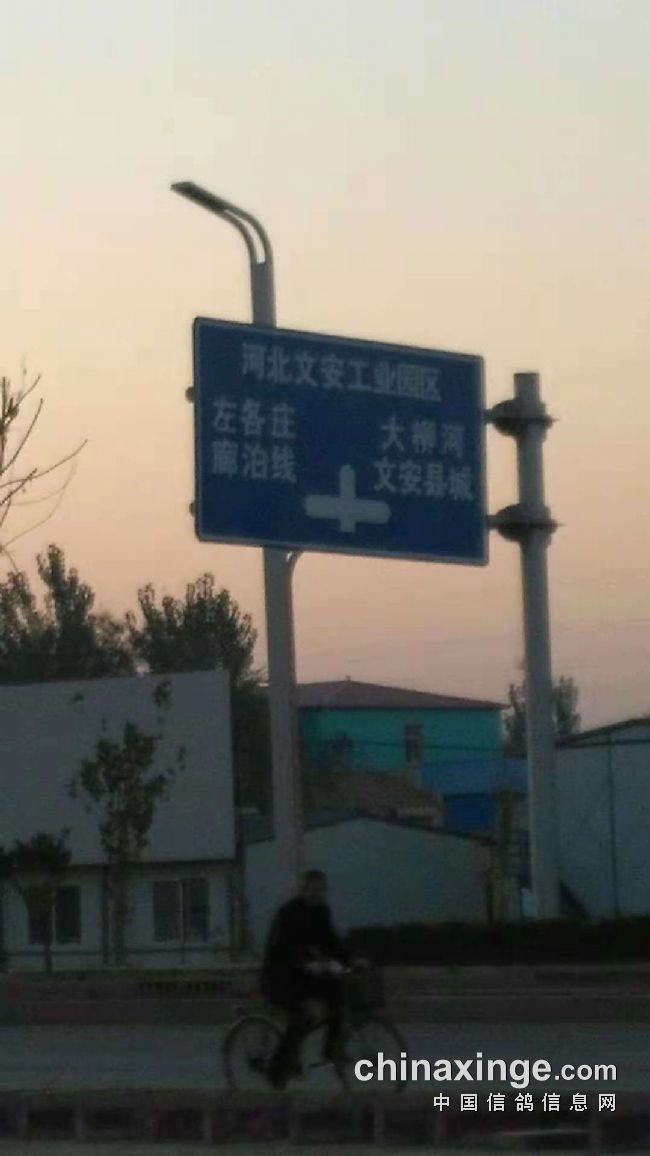 河北文安工业园区
左各庄
廊泊线
大柳河
文安县城
chinaxinge.com
中国信鸽信息网